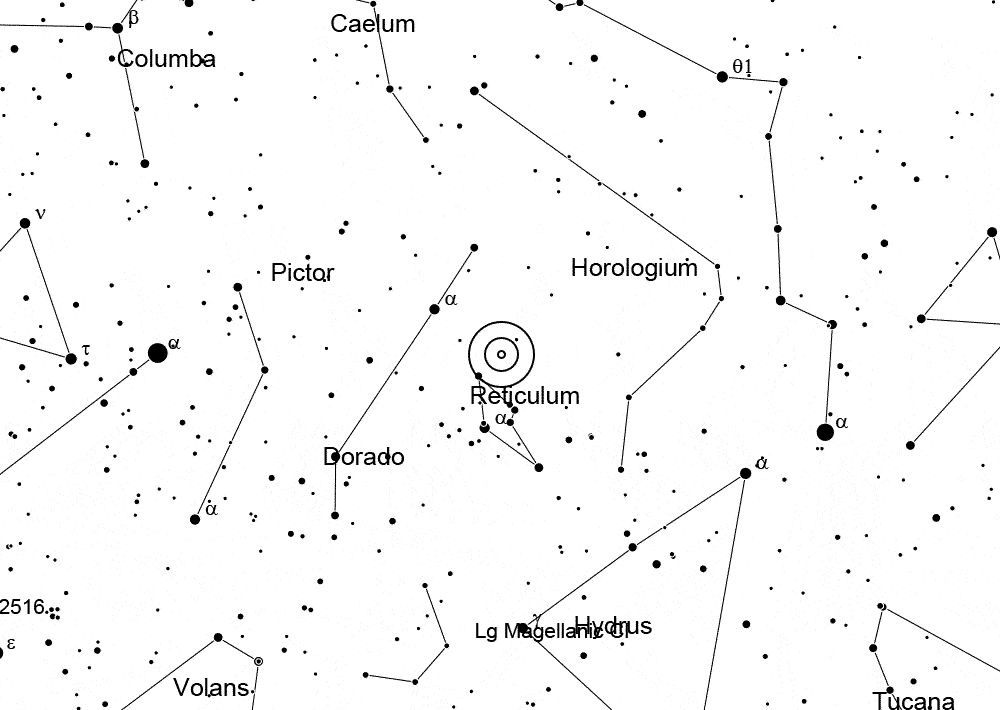 β
Caelum
Columba
θ1
ν
Pictor
Horologium
α
τ
α
Reticulum
α
α
Dorado
α
α
2516
γ
Hydrus
Lg Magellanic Cl
ε
Volans
Tucana